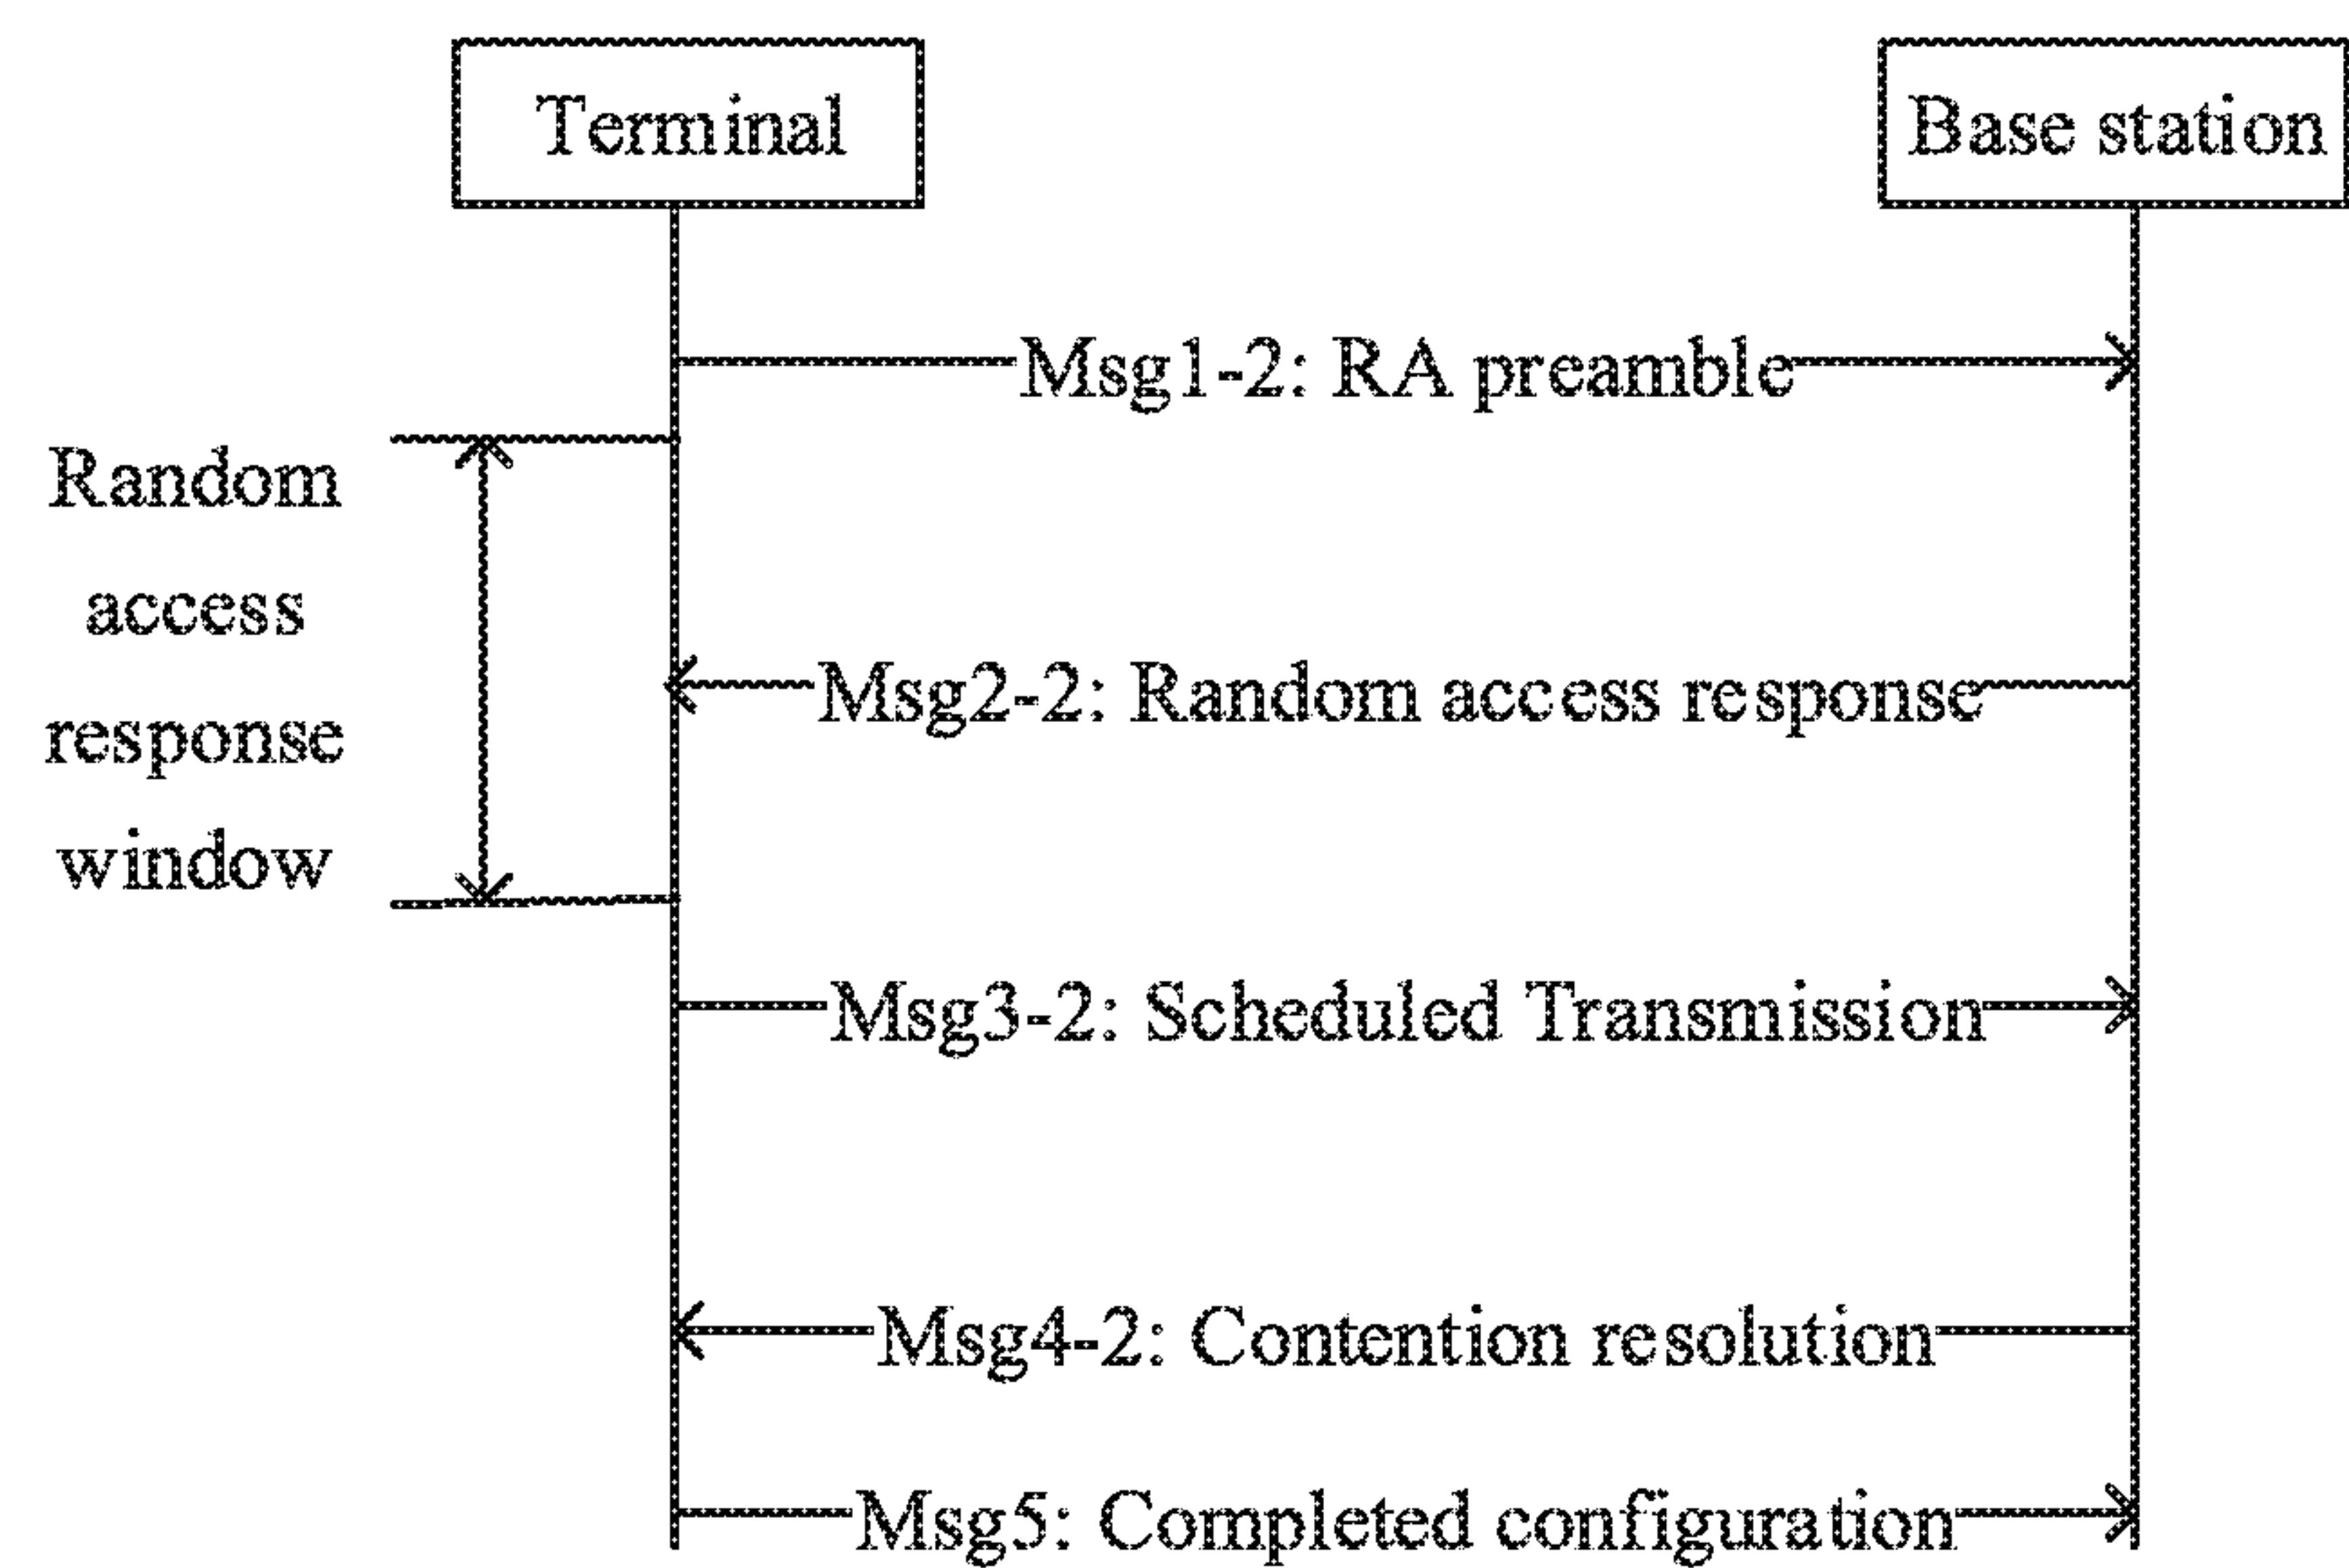 Terminal
Base station
Msg1-2: RA preamble
Random
access
response
window
Msg2-2: Random access response
Msg3-2: Scheduled Transmission
Msg4-2: Contention resolution
Msg5: Completed configuration